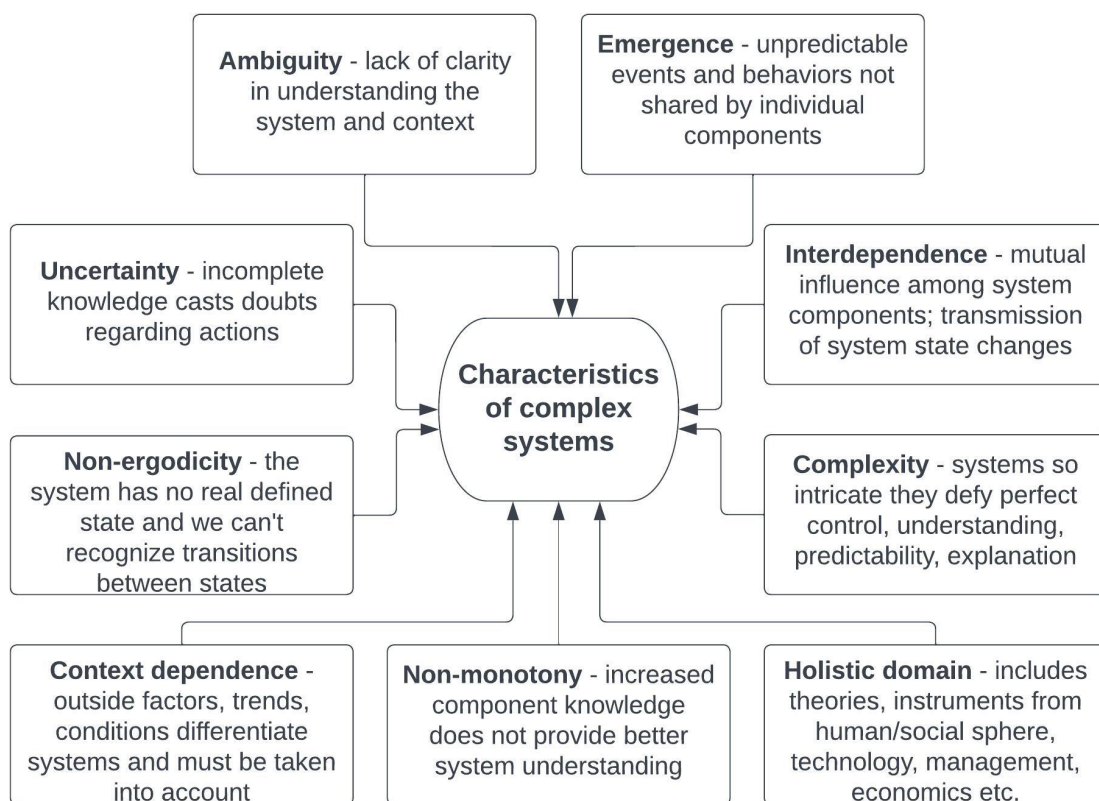 Ambiguity - lack of clarity
in understanding the
system and context
Emergence - unpredictable
events and behaviors not
shared by individual
components
Uncertainty - incomplete
knowledge casts doubts
regarding actions
Interdependence - mutual
influence among system
components; transmission
of system state changes
Characteristics
of complex
systems
Non-ergodicity - the
system has no real defined
state and we can't
recognize transitions
between states
Complexity - systems so
intricate they defy perfect
control, understanding,
predictability, explanation
Context dependence -
outside factors, trends,
conditions differentiate
systems and must be taken
into account
Non-monotony - increased
component knowledge
does not provide better
system understanding
Holistic domain - includes
theories, instruments from
human/social sphere,
technology, management,
economics etc.